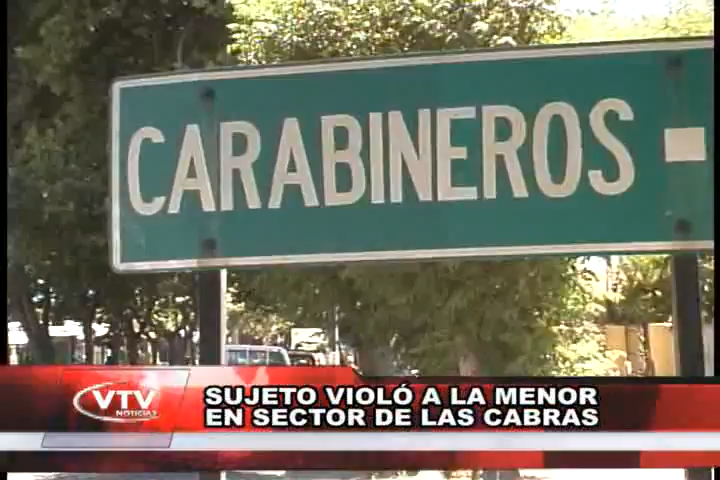 CARABINEROS -
VTV
NOTICIAS
SUJETO VIOLÓ A LA MENOR
EN SECTOR DE LAS CABRAS